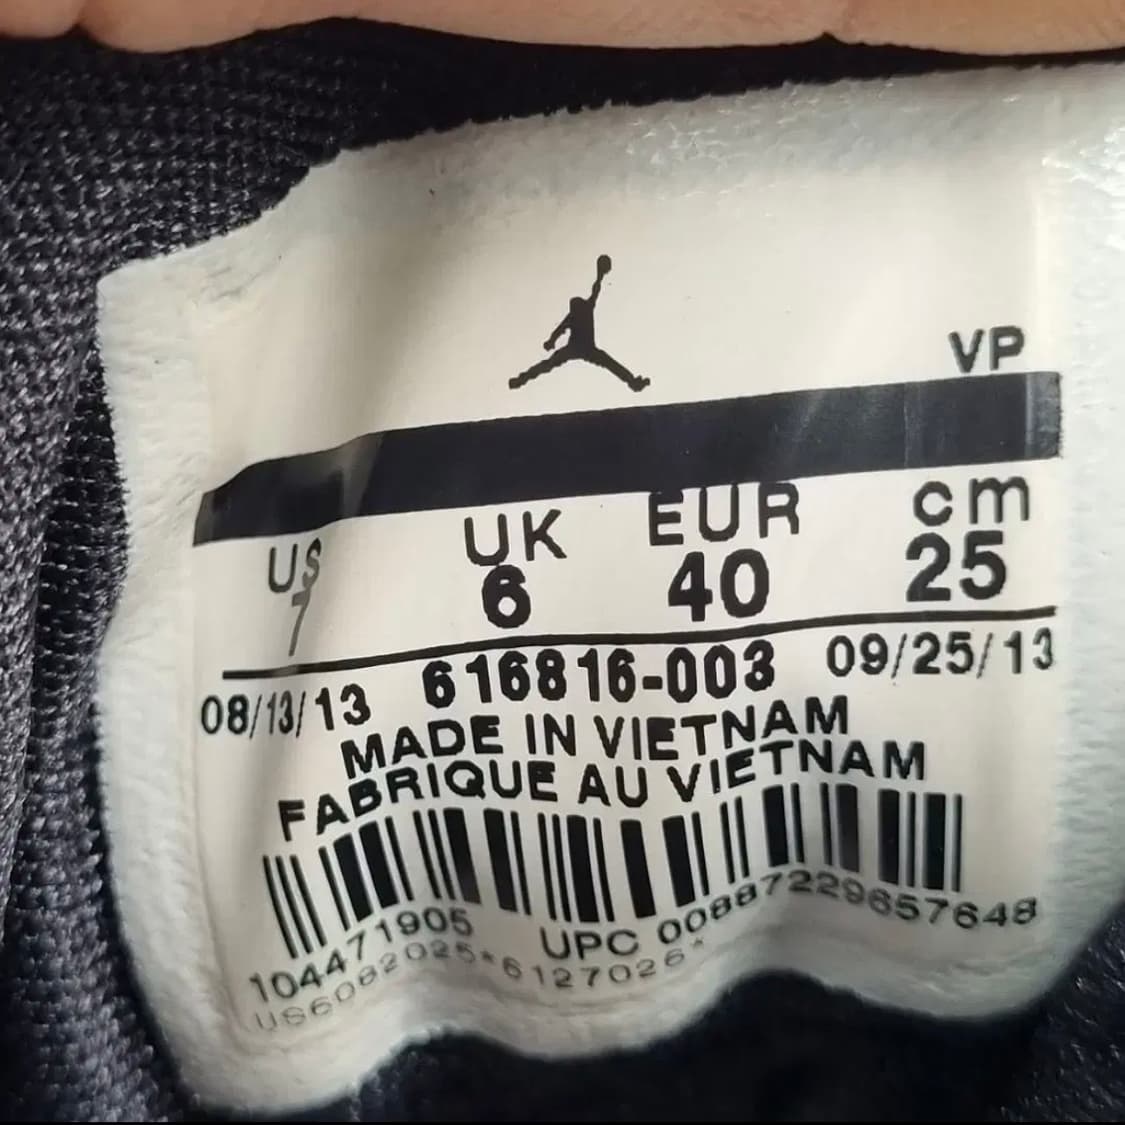 VP
US UK EUR cm
7 6 40 25
08/13/13 616816-003 09/25/13
MADE IN VIETNAM
FABRIQUE AU VIETNAM
104471905 UPC 00887229657648
US6082025*6127026*